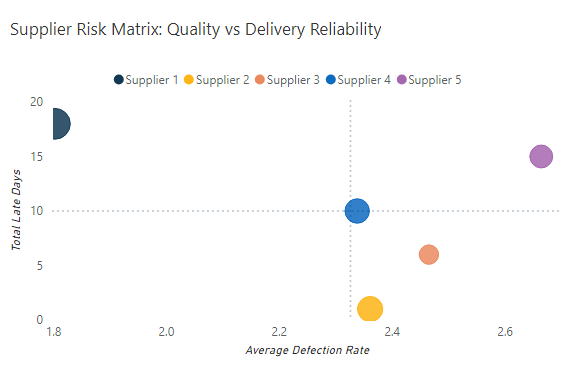 Supplier Risk Matrix: Quality vs Delivery Reliability
Supplier 1 Supplier 2 Supplier 3 Supplier 4 Supplier 5
20
15
10
5
0
Total Late Days
1.8 2.0 2.2 2.4 2.6
Average Defection Rate